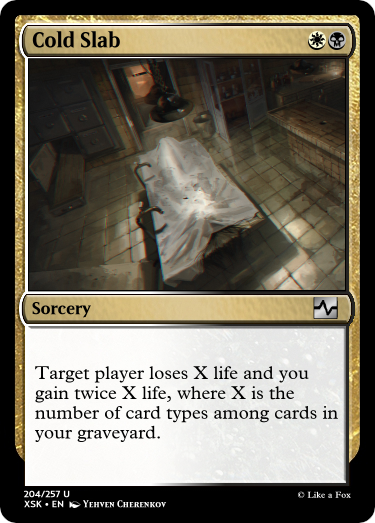 Cold Slab
Sorcery
Target player loses X life and you
gain twice X life, where X is the
number of card types among cards in
your graveyard.
204/257 U
XSK • EN Yehven Cherenkov
© Like a Fox